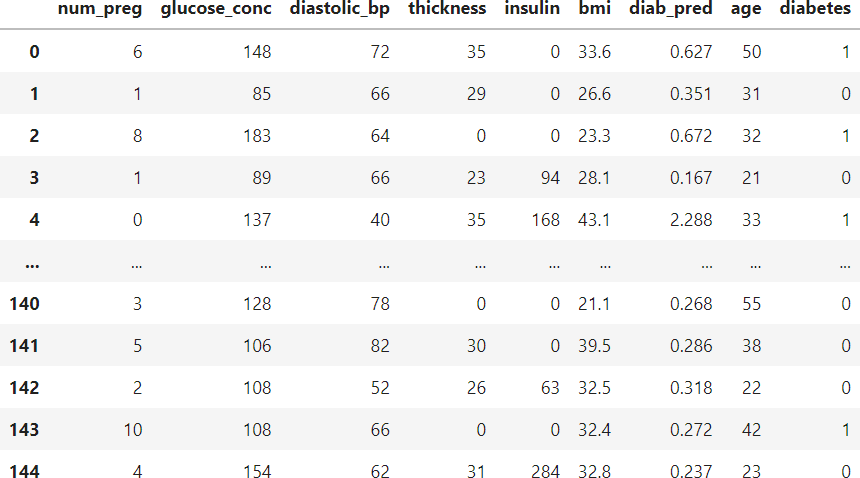 num_preg glucose_conc diastolic_bp thickness insulin bmi diab_pred age diabetes
0 6 148 72 35 0 33.6 0.627 50 1
1 1 85 66 29 0 26.6 0.351 31 0
2 8 183 64 0 0 23.3 0.672 32 1
3 1 89 66 23 94 28.1 0.167 21 0
4 0 137 40 35 168 43.1 2.288 33 1
... ... ... ... ... ... ... ... ... ...
140 3 128 78 0 0 21.1 0.268 55 0
141 5 106 82 30 0 39.5 0.286 38 0
142 2 108 52 26 63 32.5 0.318 22 0
143 10 108 66 0 0 32.4 0.272 42 1
144 4 154 62 31 284 32.8 0.237 23 0